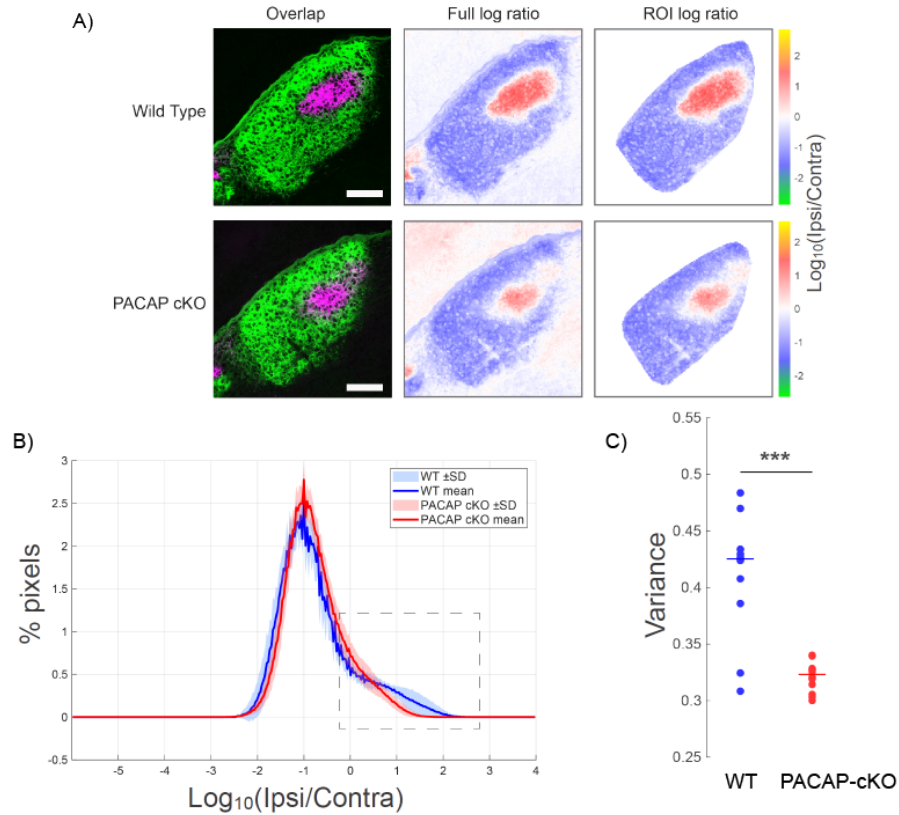 A)
Overlap
Full log ratio
ROI log ratio
Wild Type
PACAP cKO
2
1
0
-1
-2
2
1
0
-1
-2
Log10(Ipsi/Contra)
B)
3
2.5
2
1.5
1
0.5
0
-0.5
% pixels
WT ±SD
WT mean
PACAP cKO ±SD
PACAP cKO mean
-5 -4 -3 -2 -1 0 1 2 3 4
Log10(Ipsi/Contra)
C)
0.55
0.5
0.45
0.4
0.35
0.3
0.25
Variance
***
WT PACAP-cKO